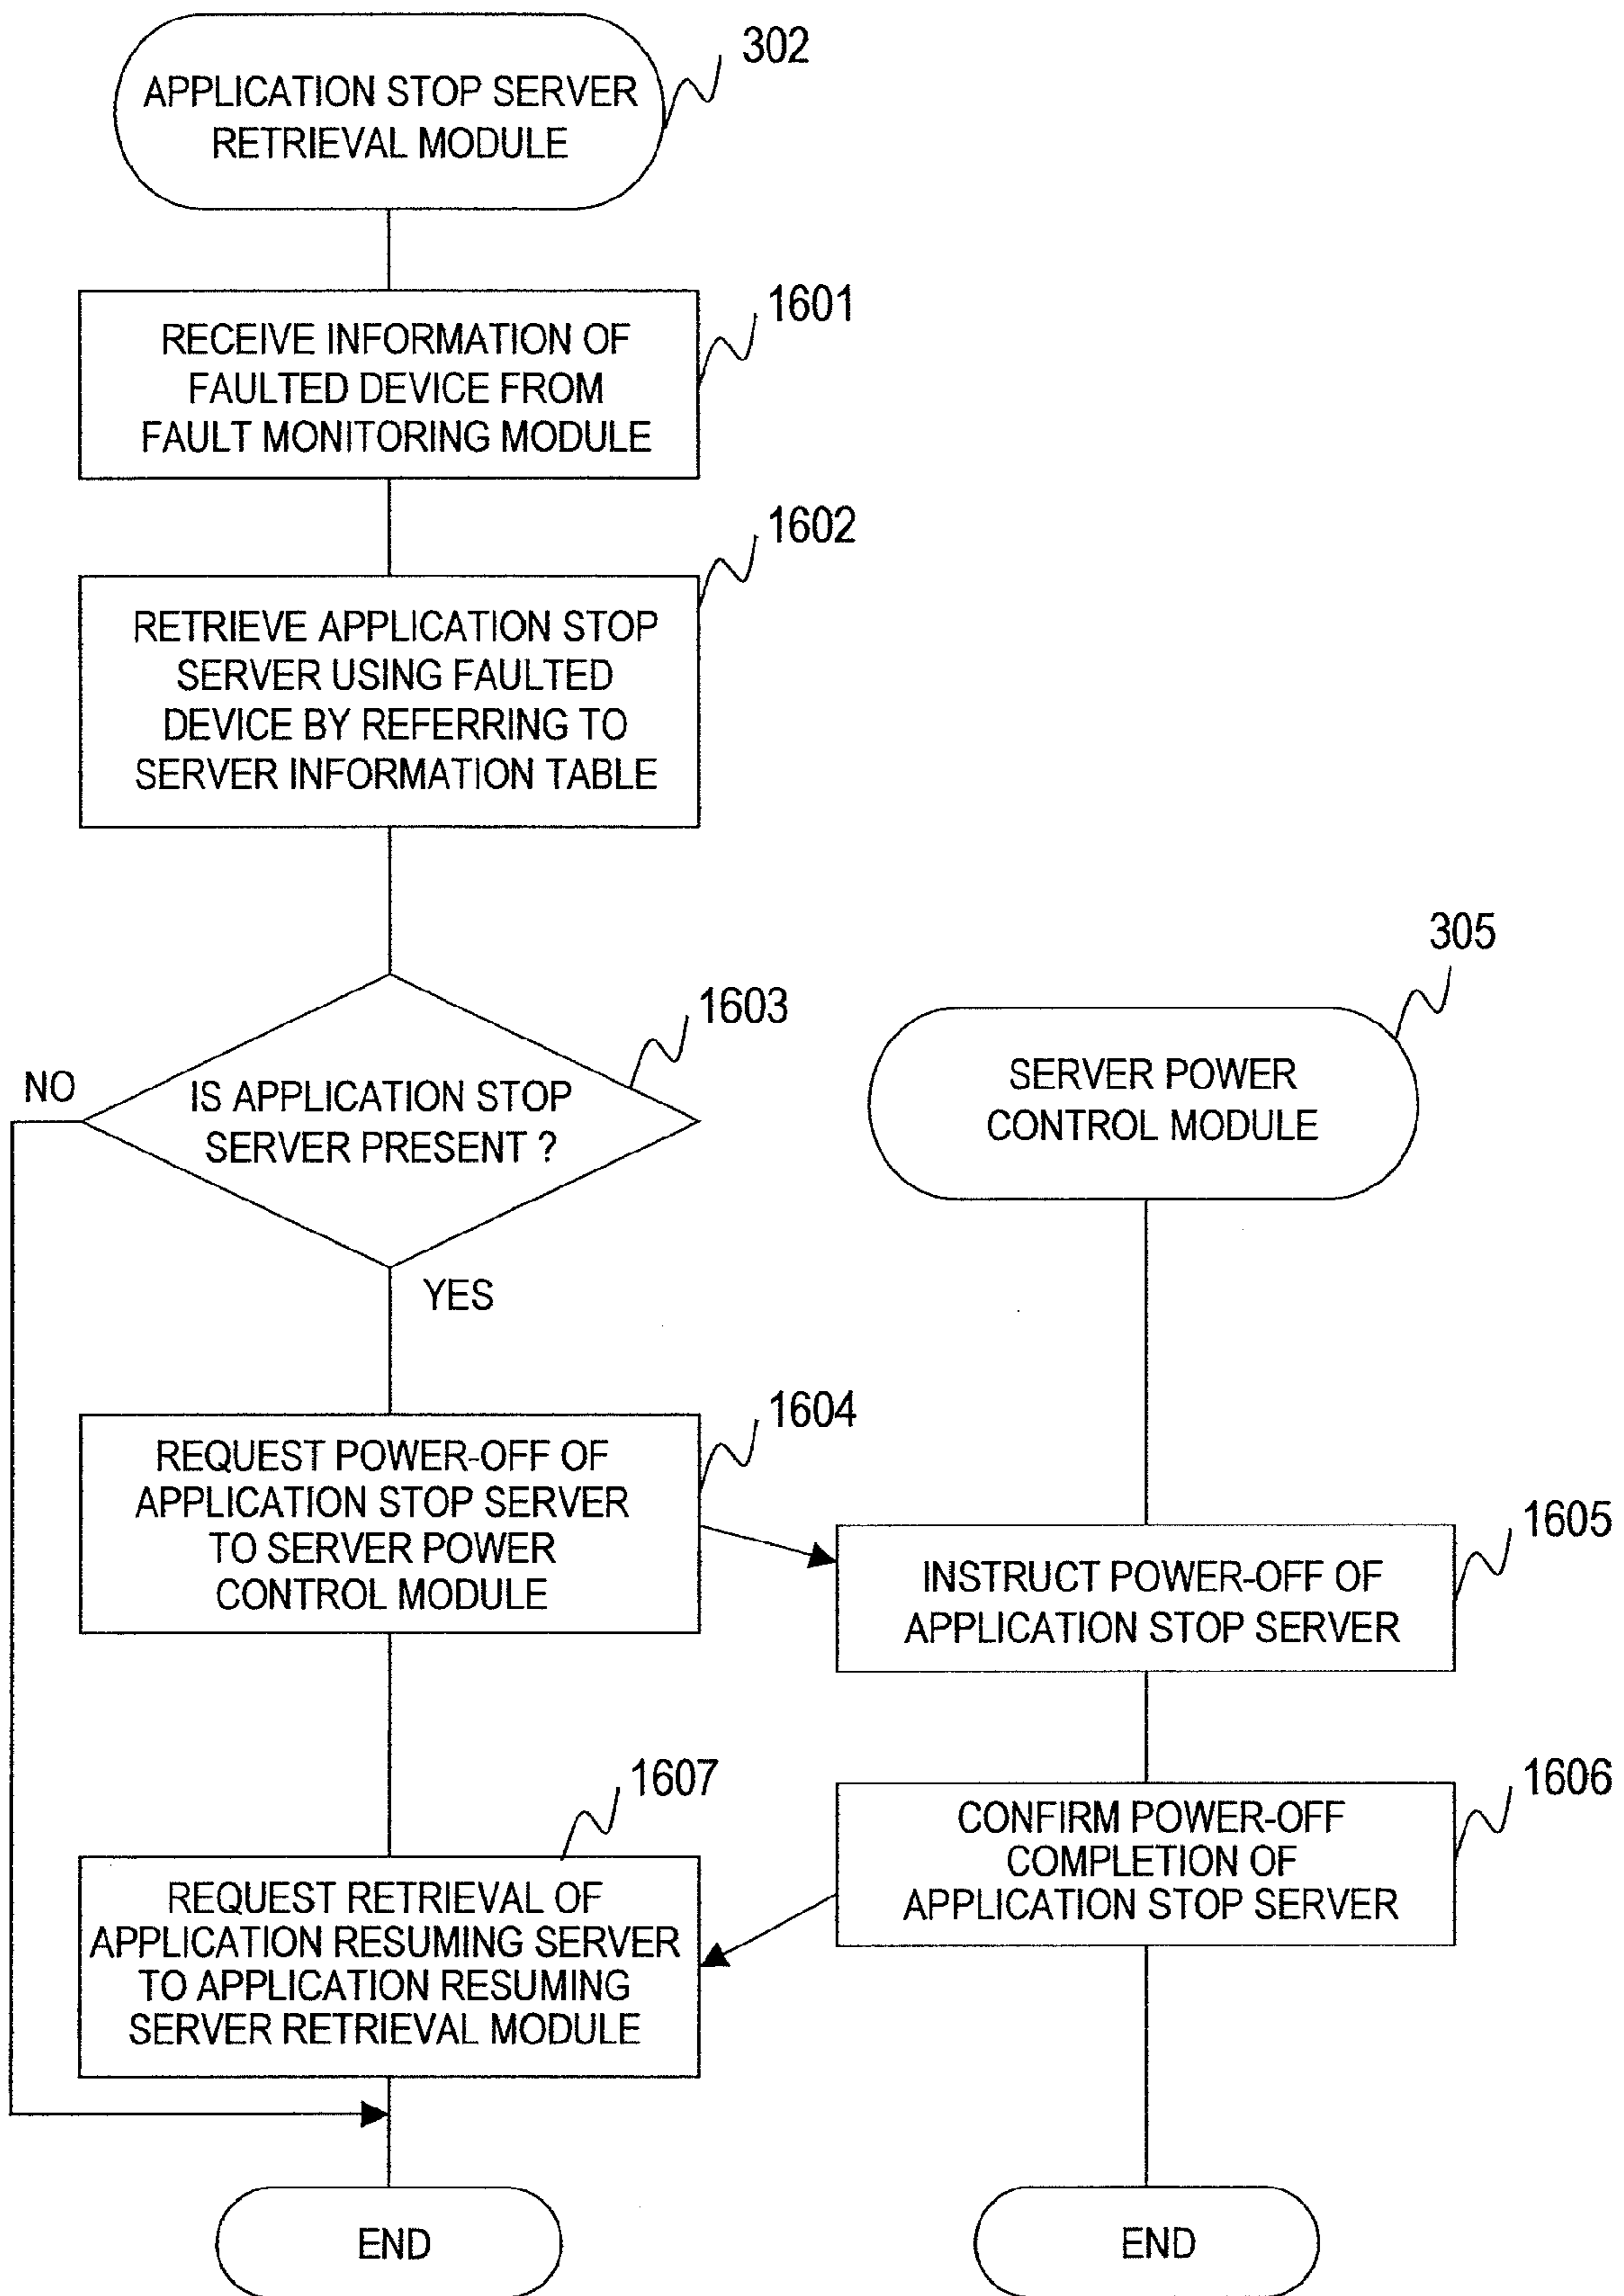 302
APPLICATION STOP SERVER
RETRIEVAL MODULE
1601
RECEIVE INFORMATION OF
FAULTED DEVICE FROM
FAULT MONITORING MODULE
1602
RETRIEVE APPLICATION STOP
SERVER USING FAULTED
DEVICE BY REFERRING TO
SERVER INFORMATION TABLE
1603
NO
IS APPLICATION STOP
SERVER PRESENT ?
YES
305
SERVER POWER
CONTROL MODULE
1604
REQUEST POWER-OFF OF
APPLICATION STOP SERVER
TO SERVER POWER
CONTROL MODULE
1605
INSTRUCT POWER-OFF OF
APPLICATION STOP SERVER
1606
CONFIRM POWER-OFF
COMPLETION OF
APPLICATION STOP SERVER
1607
REQUEST RETRIEVAL OF
APPLICATION RESUMING SERVER
TO APPLICATION RESUMING
SERVER RETRIEVAL MODULE
END
END